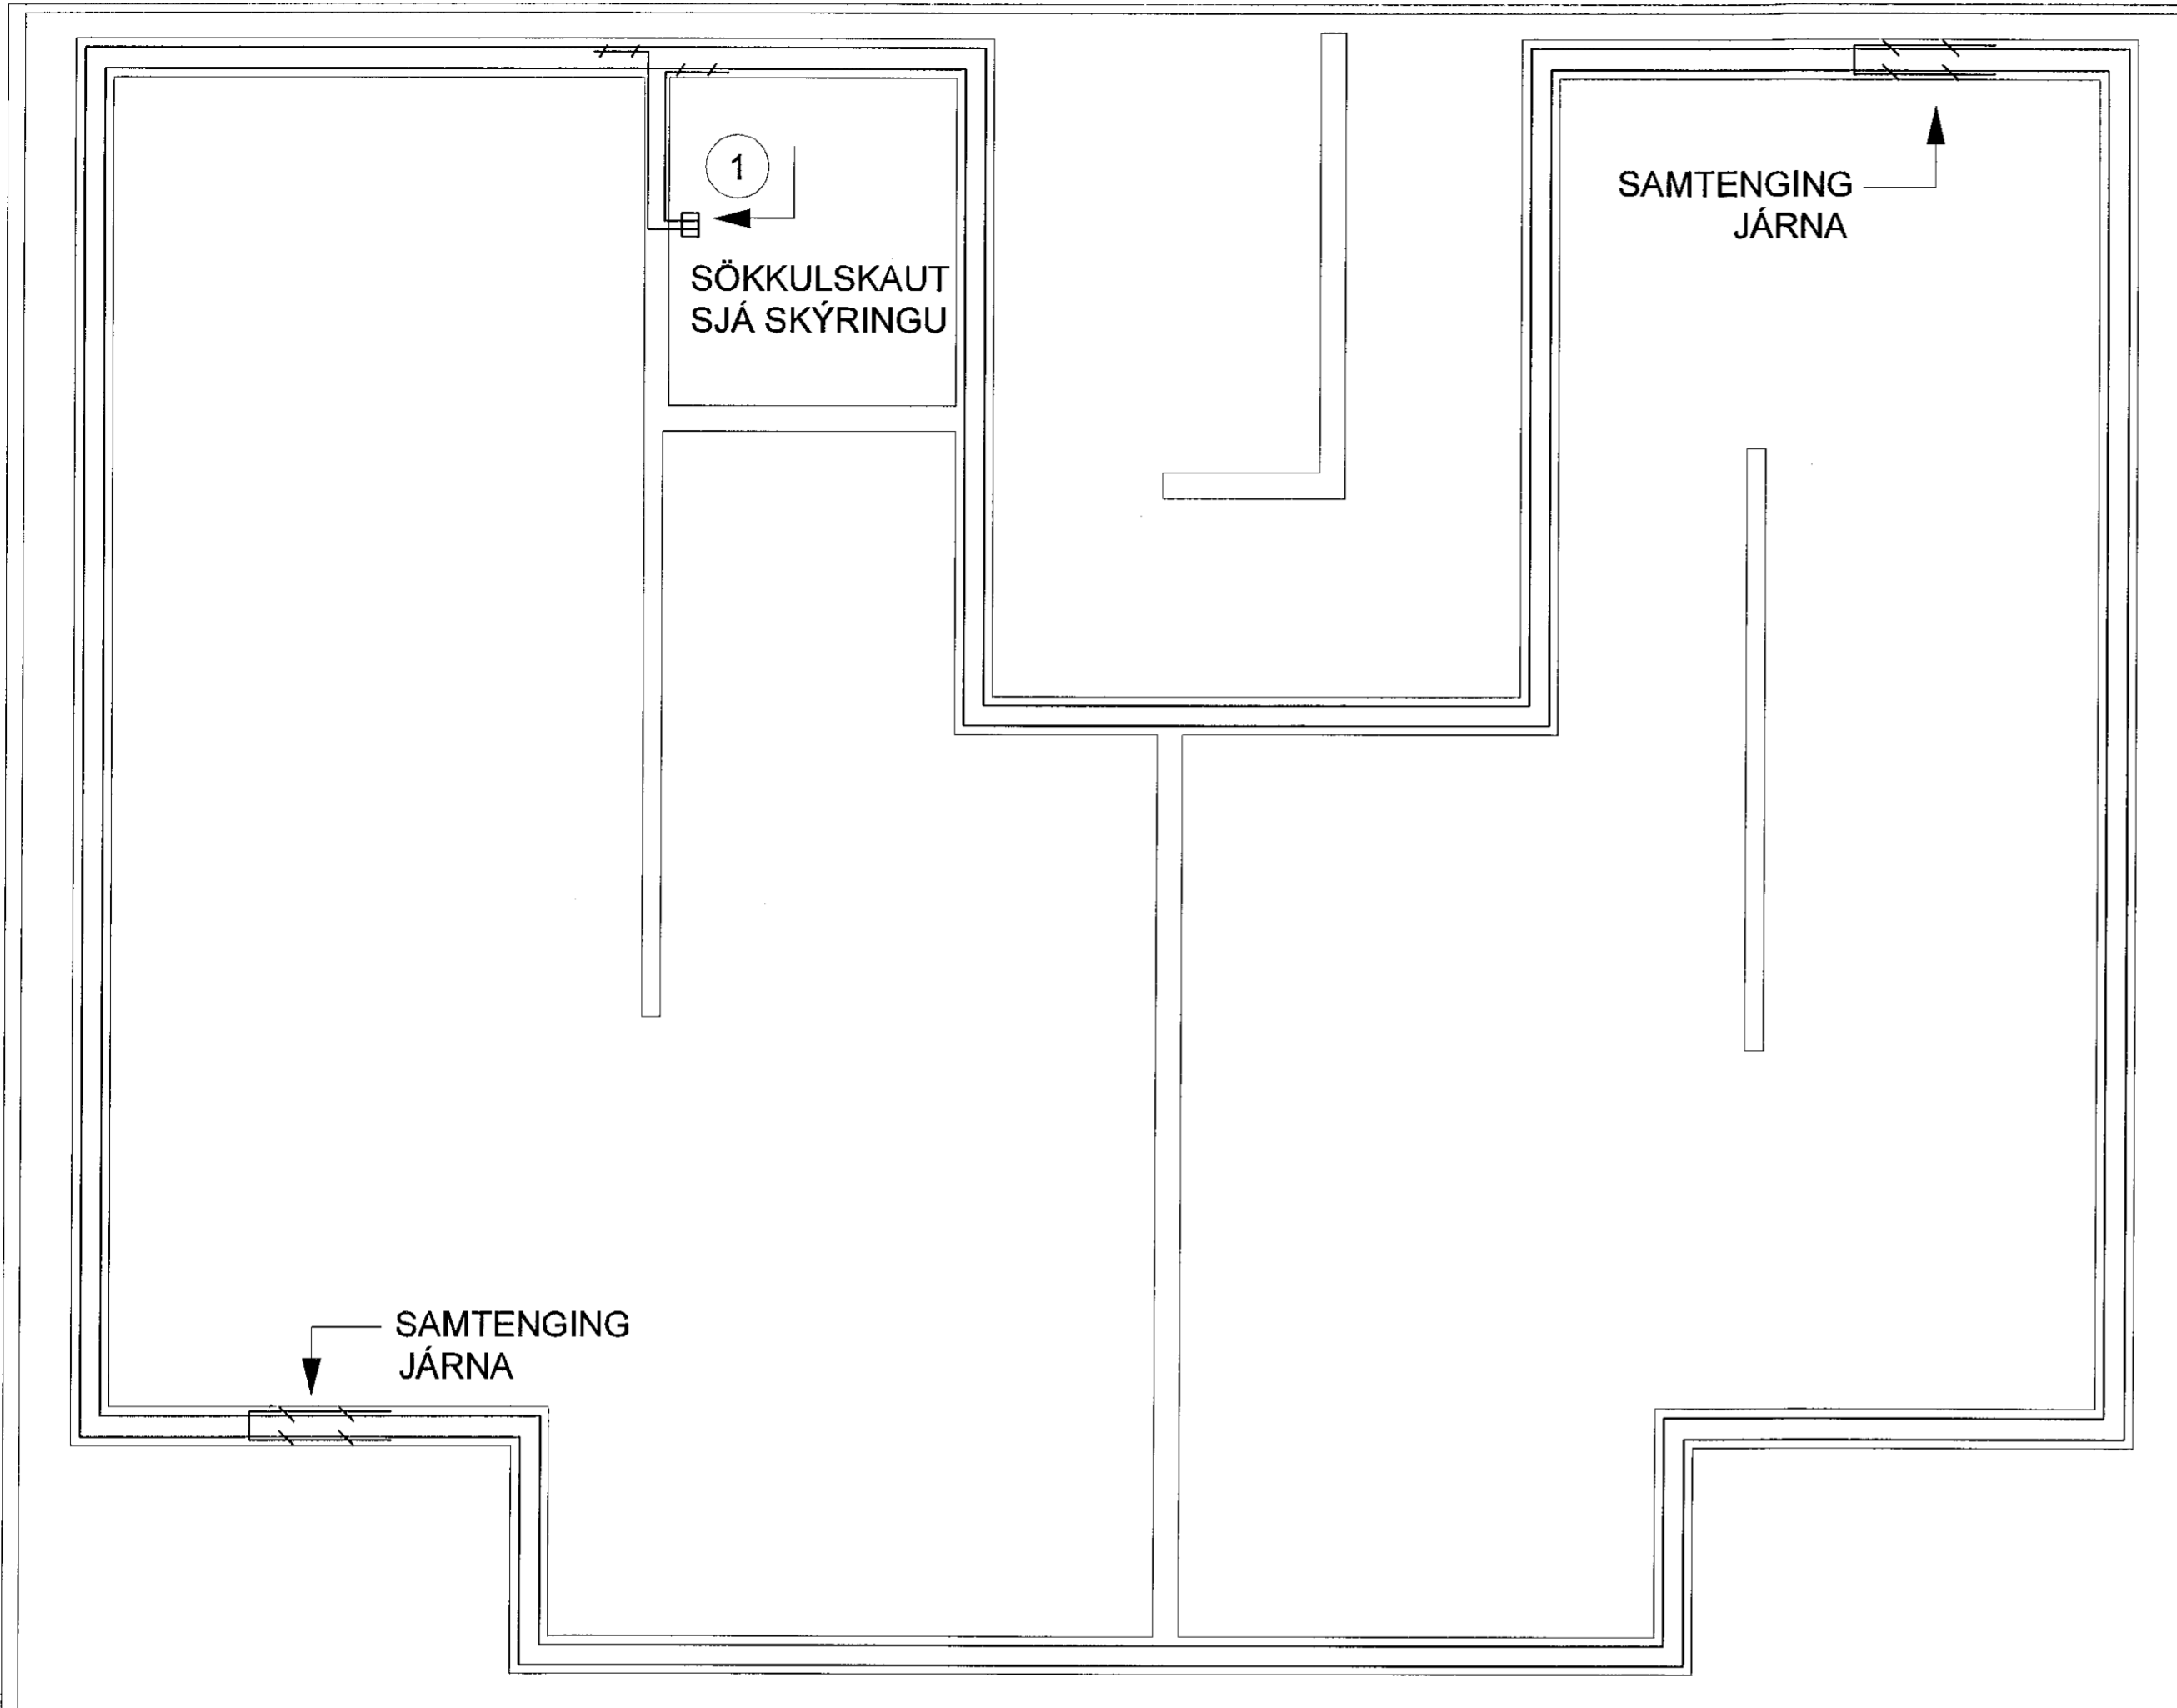 1
SÖKKULSKAUT
SJÁ SKÝRINGU
SAMTENGING
JÁRNA
SAMTENGING
JÁRNA